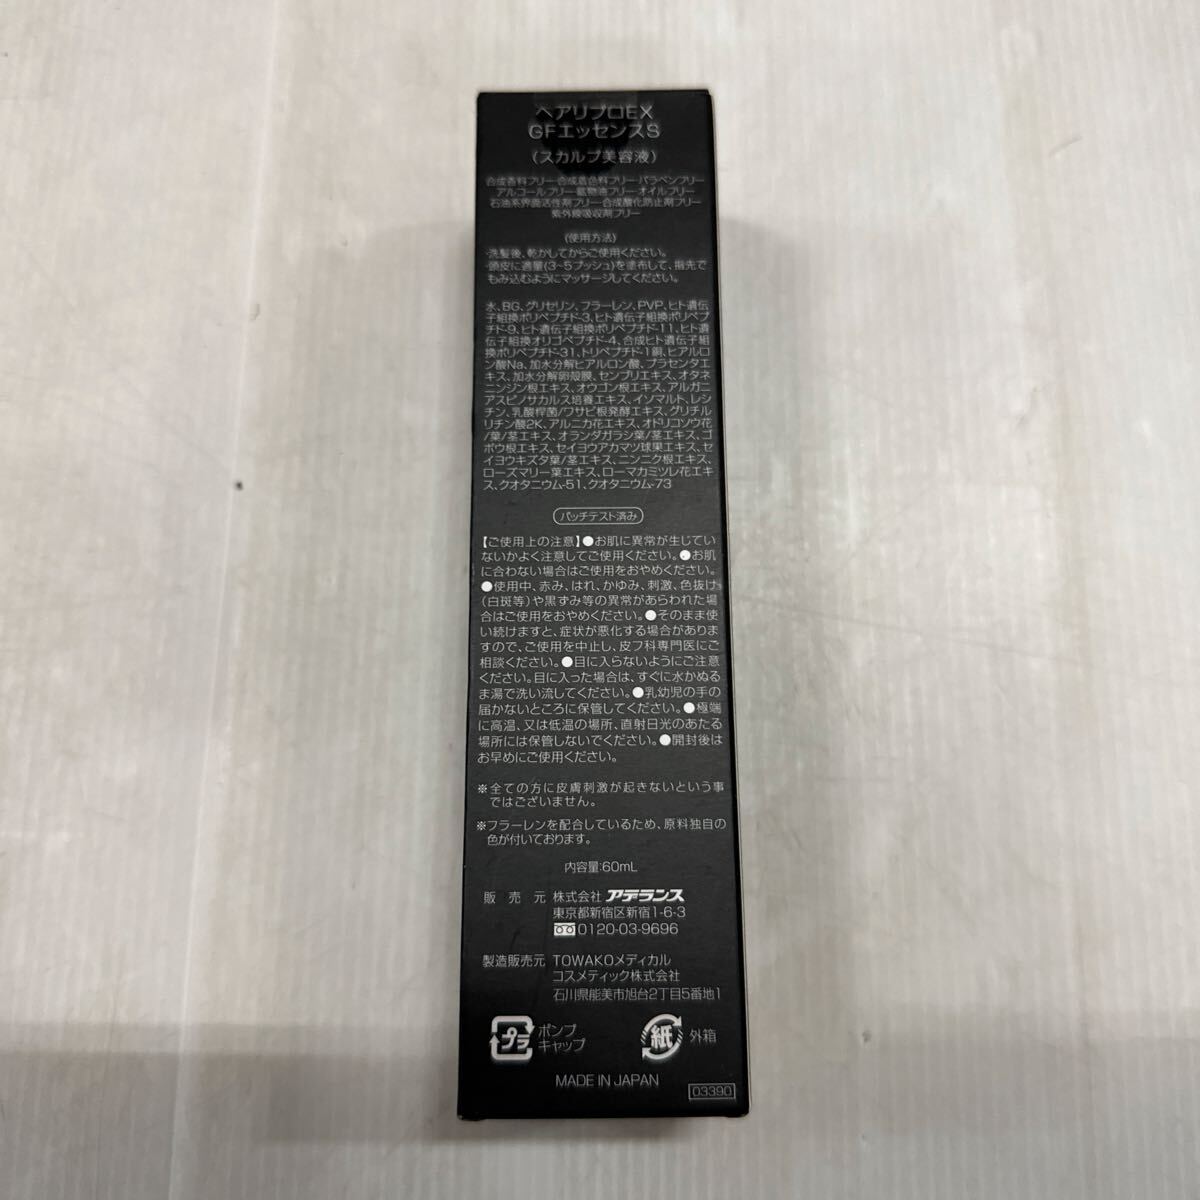 ヘアリプロEX
GFエッセンスS
(スカルプ美容液)
合成香料フリー・合成着色料フリー・パラベンフリー
アルコールフリー・鉱物油フリー・オイルフリー
石油系界面活性剤フリー・合成酸化防止剤フリー
紫外線吸収剤フリー
(使用方法)
・洗髪後、乾かしてからご使用ください。
・頭皮に適量(3~5プッシュ)を塗布して、指先で
もみ込むようにマッサージしてください。
水、BG、グリセリン、フラーレン、PVP、ヒト遺伝
子組換ポリペプチド-3、ヒト遺伝子組換ポリペプ
チド-9、ヒト遺伝子組換ポリペプチド-11、ヒト遺
伝子組換オリゴペプチド-4、合成ヒト遺伝子組
換ポリペプチド-31、トリペプチド-1銅、ヒアルロ
ン酸Na、加水分解ヒアルロン酸、プラセンタエ
キス、加水分解卵殻膜、センブリエキス、オタネ
ニンジン根エキス、オウゴン根エキス、アルガニ
アスピノサカルス培養エキス、イソマルト、レシ
チン、乳酸桿菌/ワサビ根発酵エキス、グリチル
リチン酸2K、アルニカ花エキス、オドリコソウ花
/葉/茎エキス、オランダガラシ葉/茎エキス、ゴ
ボウ根エキス、セイヨウアカマツ球果エキス、セ
イヨウキズタ葉/茎エキス、ニンニク根エキス、
ローズマリー葉エキス、ローマカミツレ花エキ
ス、クオタニウム-51、クオタニウム-73
パッチテスト済み
【ご使用上の注意】●お肌に異常が生じてい
ないかよく注意してご使用ください。●お肌
に合わない場合はご使用をおやめください。
●使用中、赤み、はれ、かゆみ、刺激、色抜け
(白斑等)や黒ずみ等の異常があらわれた場
合はご使用をおやめください。●そのまま使
い続けますと、症状が悪化する場合がありま
すので、ご使用を中止し、皮フ科専門医にご
相談ください。●目に入らないようにご注意
ください。目に入った場合は、すぐに水かぬる
ま湯で洗い流してください。●乳幼児の手の
届かないところに保管してください。●極端
に高温、又は低温の場所、直射日光のあたる
場所には保管しないでください。●開封後は
お早めにご使用ください。
※全ての方に皮膚刺激が起きないという事
ではございません。
※フラーレンを配合しているため、原料独自の
色が付いております。
内容量:60mL
販売元 株式会社 アデランス
東京都新宿区新宿1-6-3
0120-03-9696
製造販売元 TOWAKOメディカル
コスメティック株式会社
石川県能美市旭台2丁目5番地1
プラ ポンプ
キャップ
紙 外箱
MADE IN JAPAN
03390